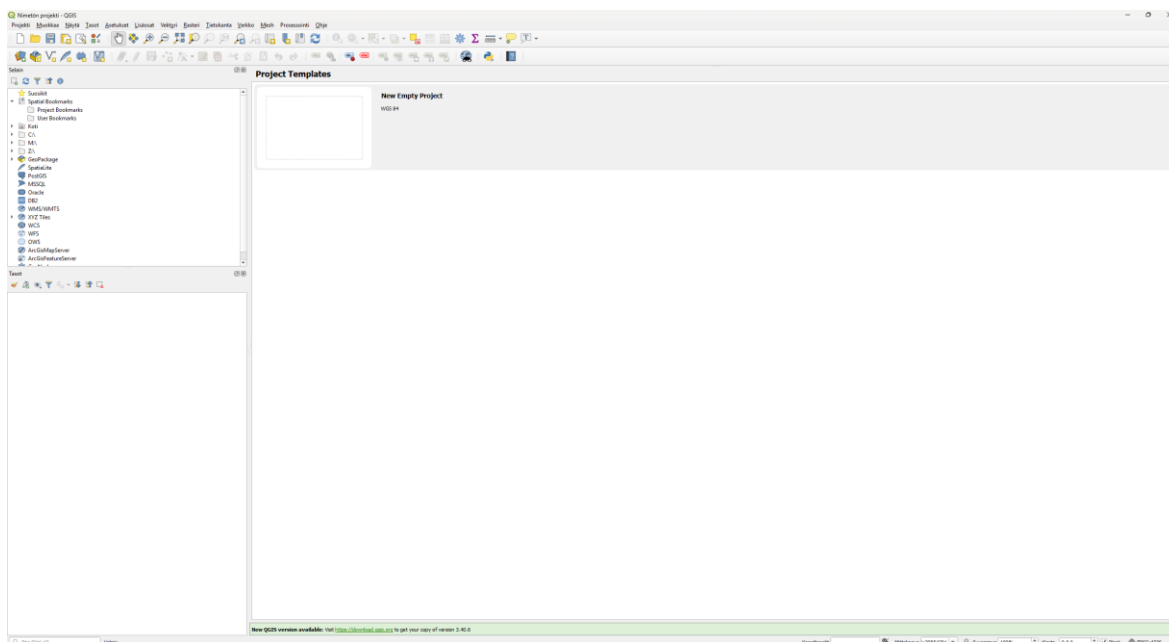 Nimetön projekti - QGIS
Projekti Muokkaa Näytä Tasot Asetukset Lisäosat Vektori Rasteri Tietokanta Verkko Mesh Prosessointi Ohje
Selain
Suosikit
Spatial Bookmarks
Project Bookmarks
User Bookmarks
Koti
C:\
M:\
Z:\
GeoPackage
SpatiaLite
PostGIS
MSSQL
Oracle
DB2
WMS/WMTS
XYZ Tiles
WCS
WFS
OWS
ArcGisMapServer
ArcGisFeatureServer
Tasot
Project Templates
New Empty Project
WGS 84
New QGIS version available: Visit https://download.qgis.org to get your copy of version 3.40.6